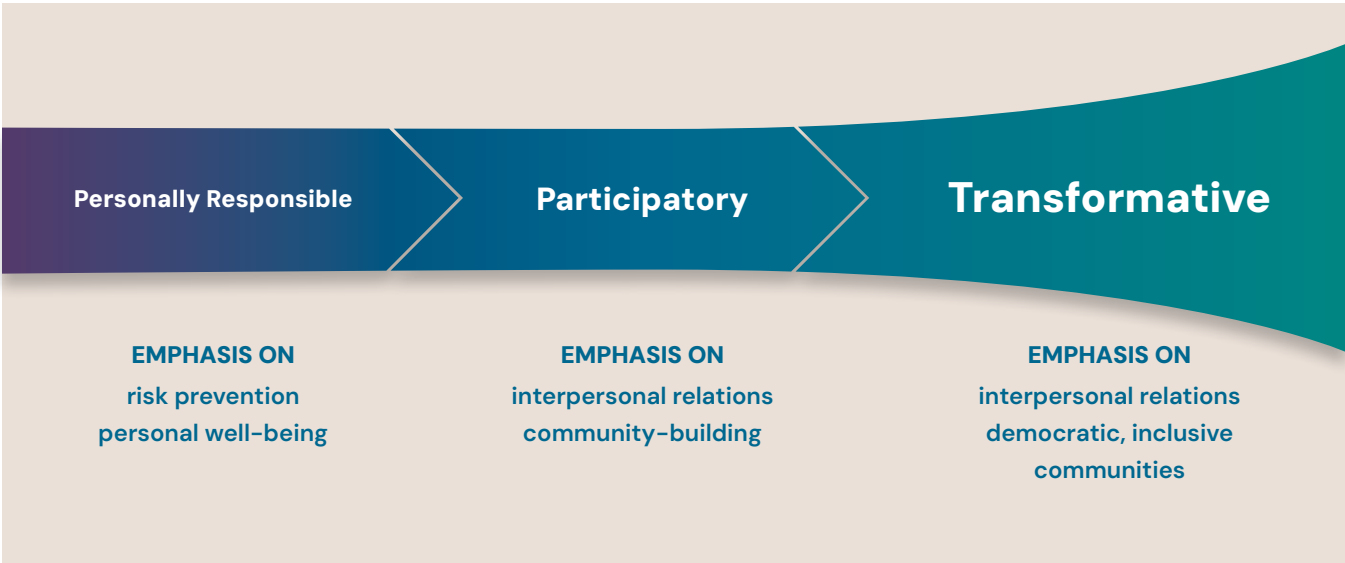 Personally Responsible
Participatory
Transformative
EMPHASIS ON
risk prevention
personal well-being
EMPHASIS ON
interpersonal relations
community-building
EMPHASIS ON
interpersonal relations
democratic, inclusive
communities